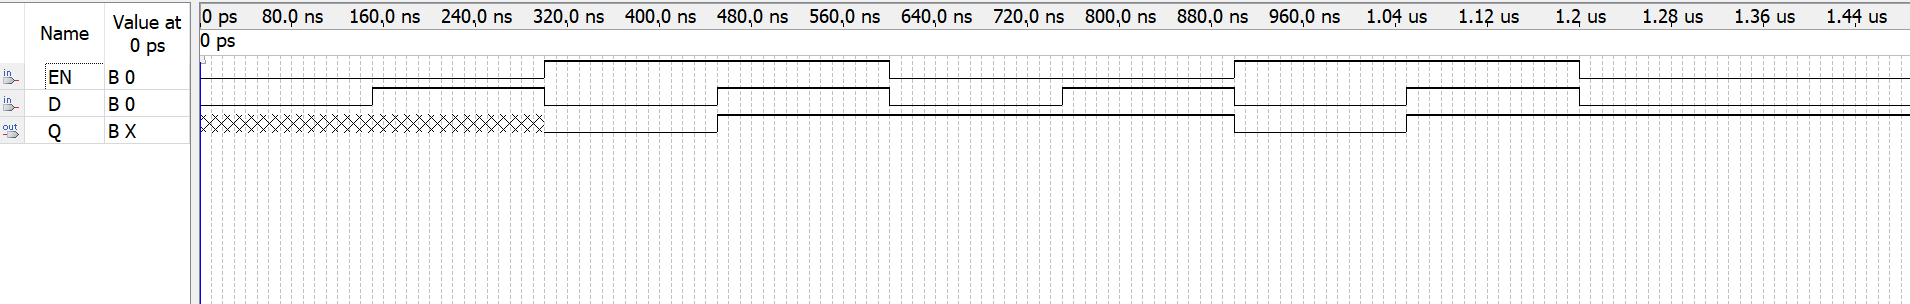 Name
Value at
0 ps
,0 ps 80.0 ns 160.0 ns 240.0 ns 320.0 ns 400.0 ns 480.0 ns 560.0 ns 640.0 ns 720.0 ns 800.0 ns 880.0 ns 960.0 ns 1.04 us 1.12 us 1.2 us 1.28 us 1.36 us 1.44 us
0 ps
in EN B 0
in D B 0
out Q B X